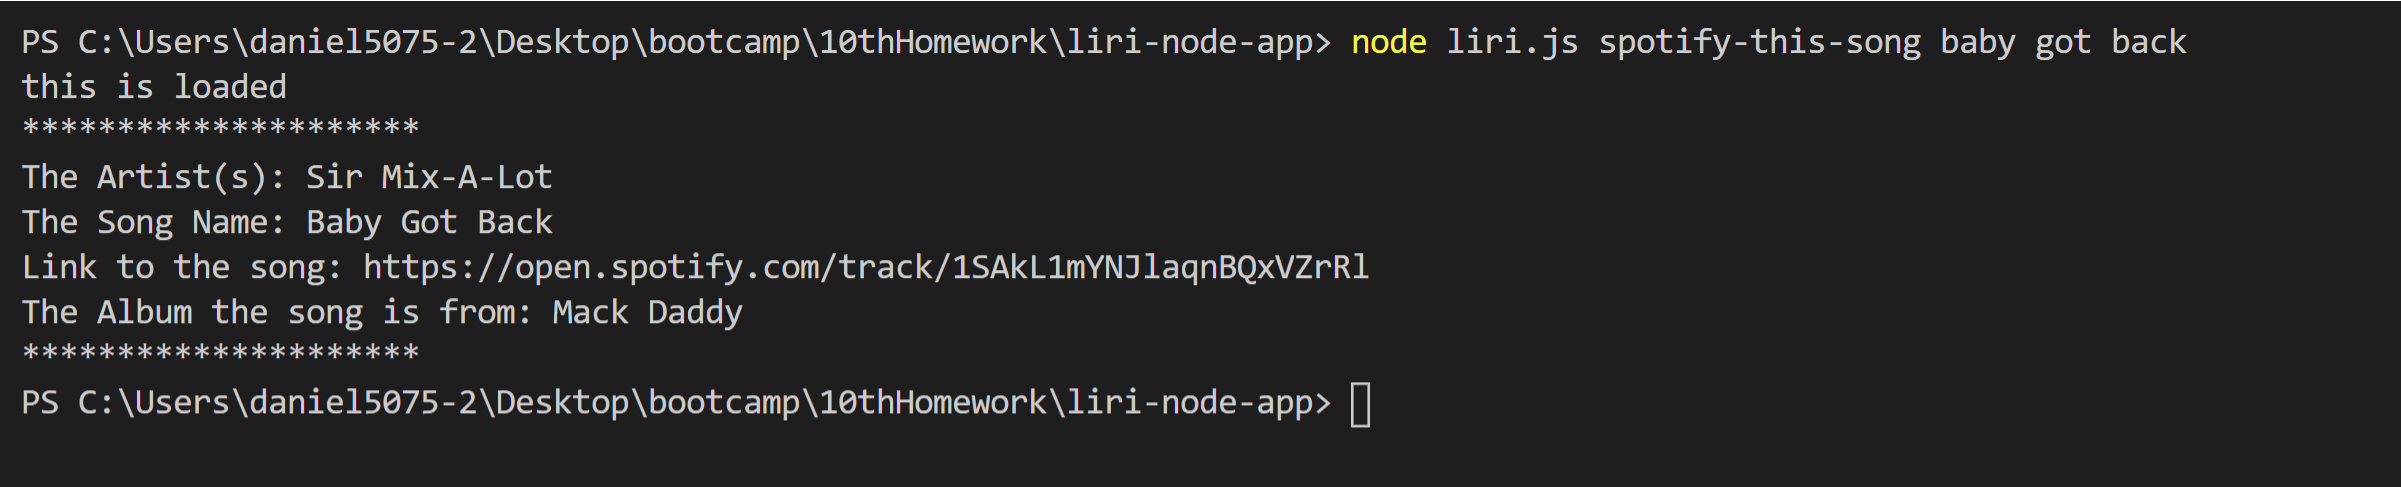 PS C:\Users\daniel5075-2\Desktop\bootcamp\10thHomework\liri-node-app> node liri.js spotify-this-song baby got back
this is loaded
*********************
The Artist(s): Sir Mix-A-Lot
The Song Name: Baby Got Back
Link to the song: https://open.spotify.com/track/1SAkL1mYNJlaqnBQxVZrRl
The Album the song is from: Mack Daddy
*********************
PS C:\Users\daniel5075-2\Desktop\bootcamp\10thHomework\liri-node-app>